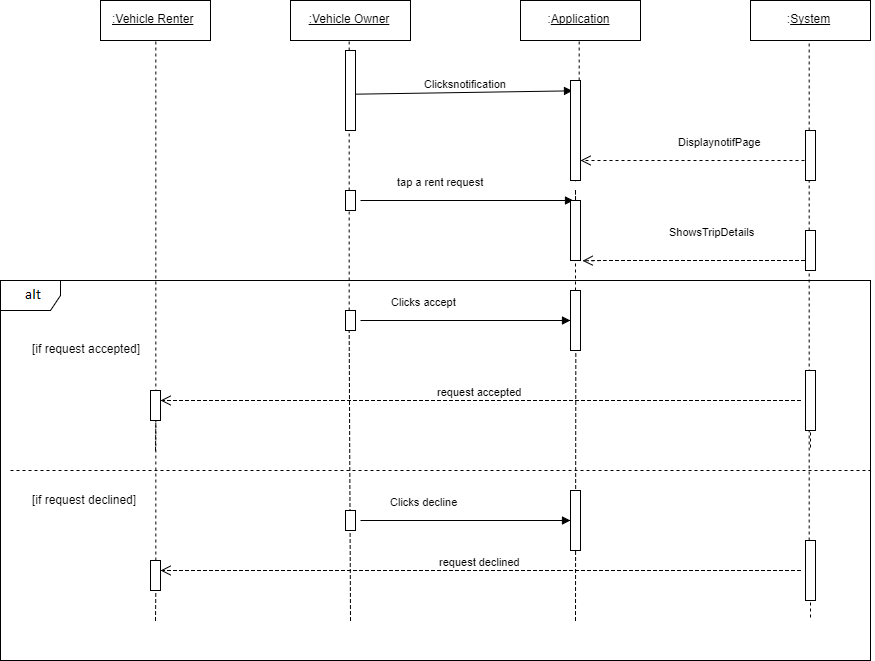 :Vehicle Renter
:Vehicle Owner
:Application
:System
Clicksnotification
DisplaynotifPage
tap a rent request
ShowsTripDetails
alt
Clicks accept
[if request accepted]
request accepted
[if request declined]
Clicks decline
request declined